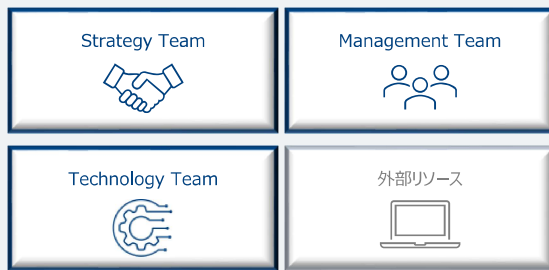 Strategy Team
Management Team
Technology Team
外部リソース